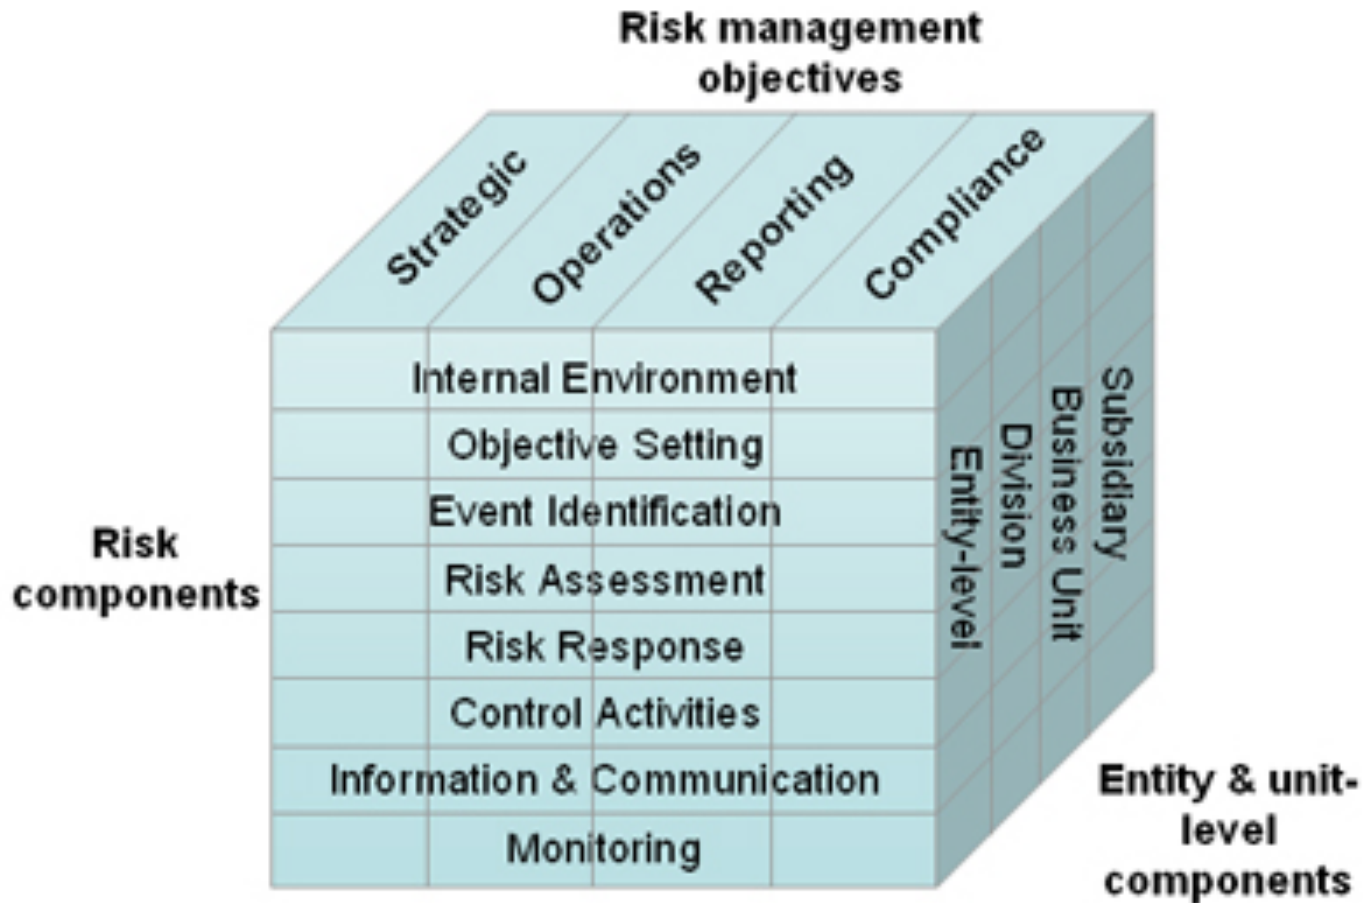 Risk management
objectives
Strategic
Operations
Reporting
Compliance
Internal Environment
Objective Setting
Event Identification
Risk Assessment
Risk Response
Control Activities
Information & Communication
Monitoring
Risk
components
Entity-level
Division
Business Unit
Subsidiary
Entity & unit-
level
components